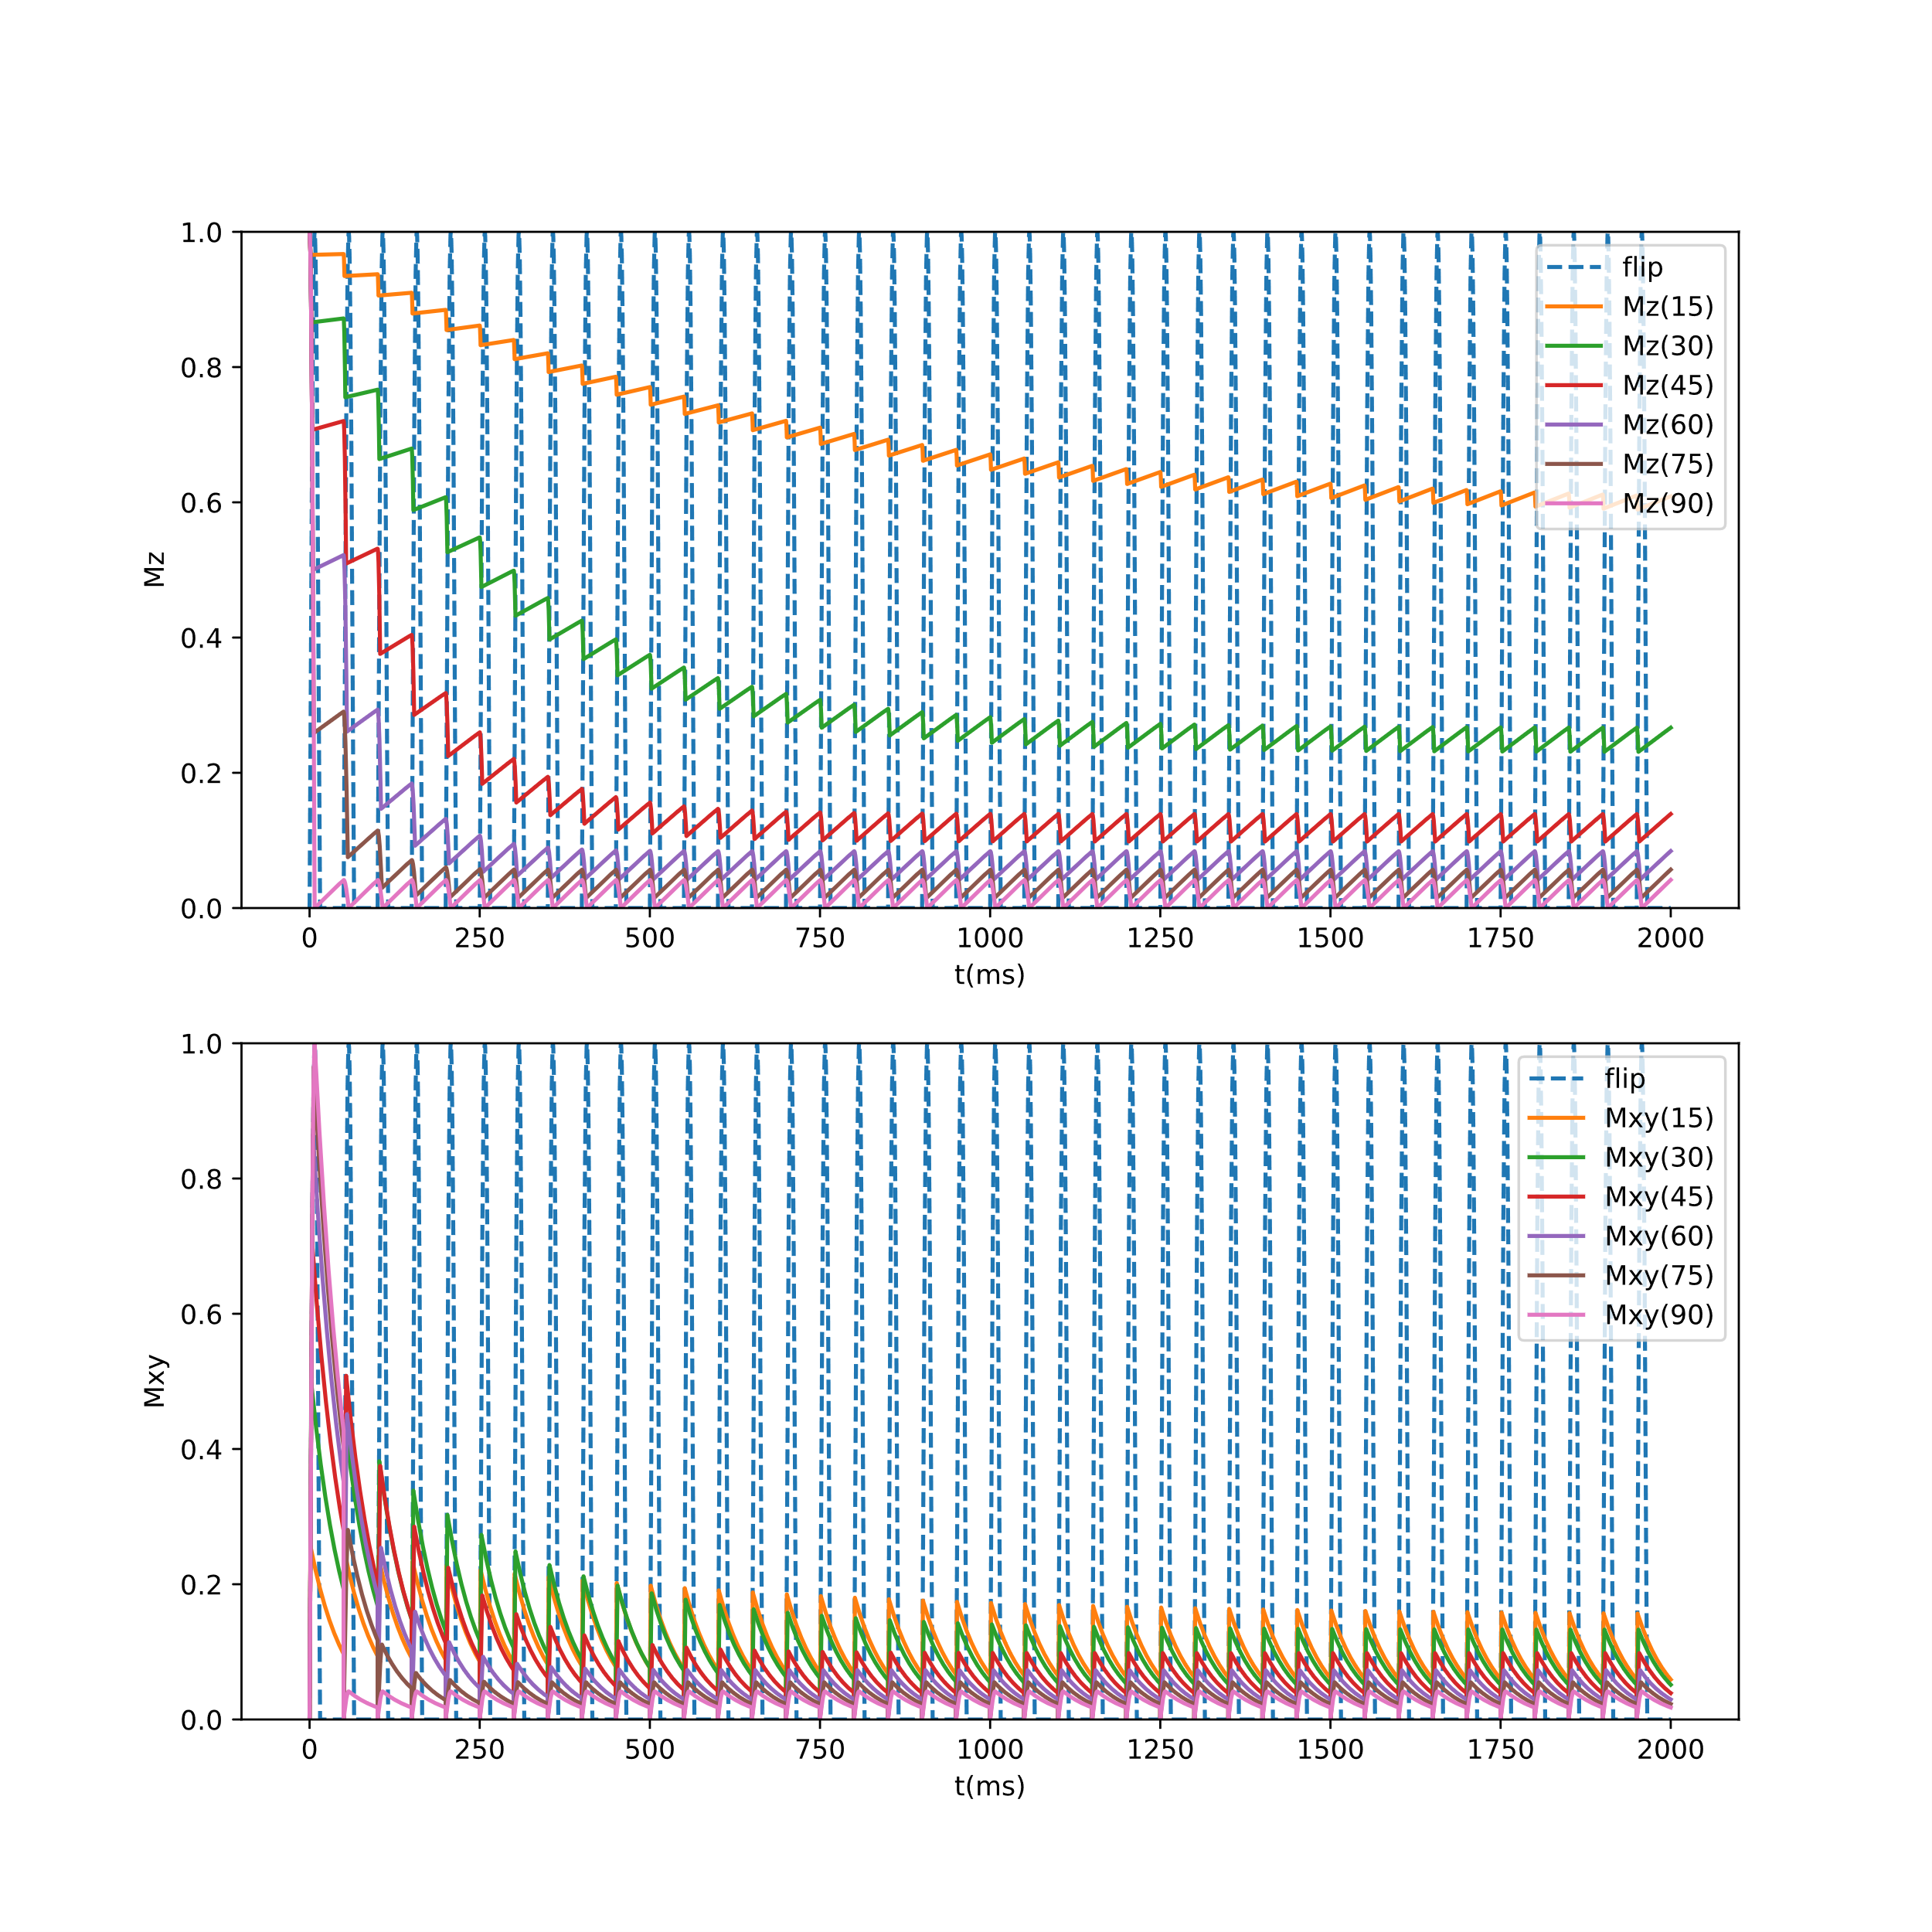 1.0
0.8
0.6
0.4
0.2
0.0
Mz
0 250 500 750 1000 1250 1500 1750 2000
t(ms)
flip
Mz(15)
Mz(30)
Mz(45)
Mz(60)
Mz(75)
Mz(90)
1.0
0.8
0.6
0.4
0.2
0.0
Mxy
0 250 500 750 1000 1250 1500 1750 2000
t(ms)
flip
Mxy(15)
Mxy(30)
Mxy(45)
Mxy(60)
Mxy(75)
Mxy(90)